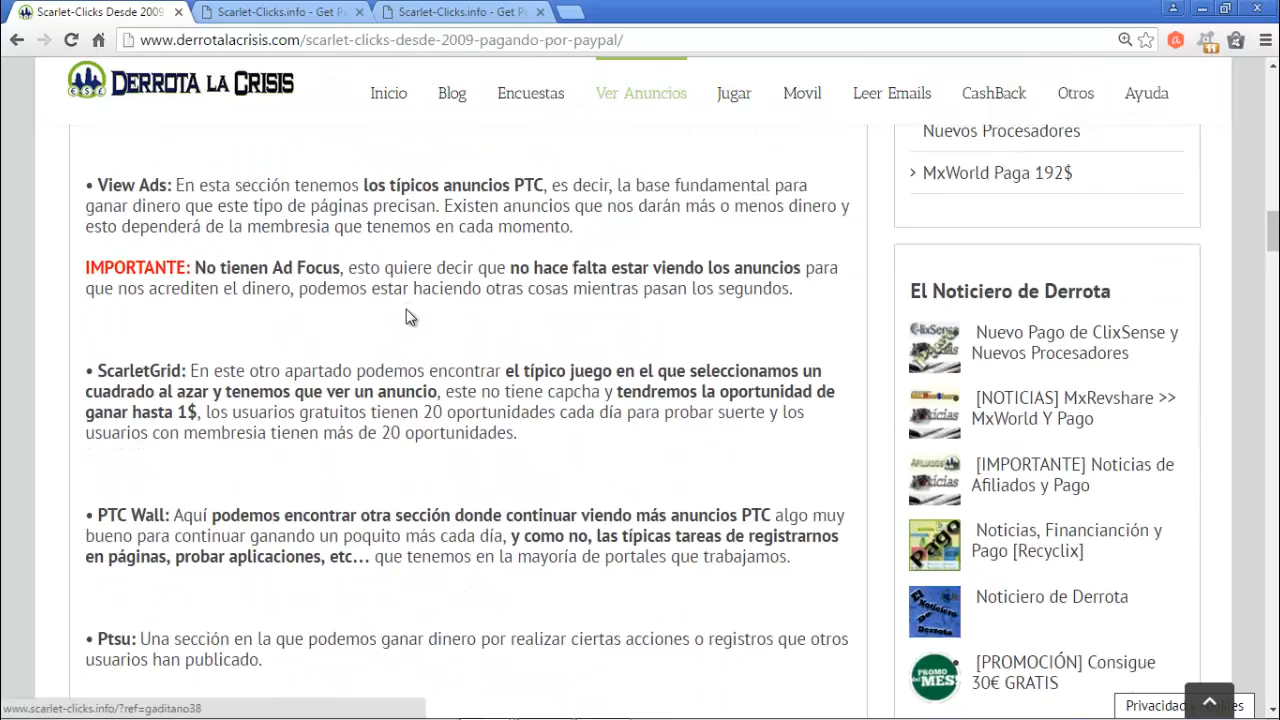 Scarlet-Clicks Desde 2009
Scarlet-Clicks.info - Get P
Scarlet-Clicks.info - Get P
www.derrotalacrisis.com/scarlet-clicks-desde-2009-pagando-por-paypal/
11
DERROTA LA CRISIS
Inicio Blog Encuestas Ver Anuncios Jugar Movil Leer Emails CashBack Otros Ayuda
• View Ads: En esta sección tenemos los típicos anuncios PTC, es decir, la base fundamental para
ganar dinero que este tipo de páginas precisan. Existen anuncios que nos darán más o menos dinero y
esto dependerá de la membresia que tenemos en cada momento.
IMPORTANTE: No tienen Ad Focus, esto quiere decir que no hace falta estar viendo los anuncios para
que nos acrediten el dinero, podemos estar haciendo otras cosas mientras pasan los segundos.
• ScarletGrid: En este otro apartado podemos encontrar el típico juego en el que seleccionamos un
cuadrado al azar y tenemos que ver un anuncio, este no tiene capcha y tendremos la oportunidad de
ganar hasta 1$, los usuarios gratuitos tienen 20 oportunidades cada día para probar suerte y los
usuarios con membresia tienen más de 20 oportunidades.
• PTC Wall: Aquí podemos encontrar otra sección donde continuar viendo más anuncios PTC algo muy
bueno para continuar ganando un poquito más cada día, y como no, las típicas tareas de registrarnos
en páginas, probar aplicaciones, etc… que tenemos en la mayoría de portales que trabajamos.
• Ptsu: Una sección en la que podemos ganar dinero por realizar ciertas acciones o registros que otros
usuarios han publicado.
Nuevos Procesadores
MxWorld Paga 192$
El Noticiero de Derrota
Nuevo Pago de ClixSense y
Nuevos Procesadores
[NOTICIAS] MxRevshare >>
MxWorld Y Pago
[IMPORTANTE] Noticias de
Afiliados y Pago
Noticias, Financianción y
Pago [Recyclix]
Noticiero de Derrota
[PROMOCIÓN] Consigue
30€ GRATIS
www.scarlet-clicks.info/?ref=gaditano38